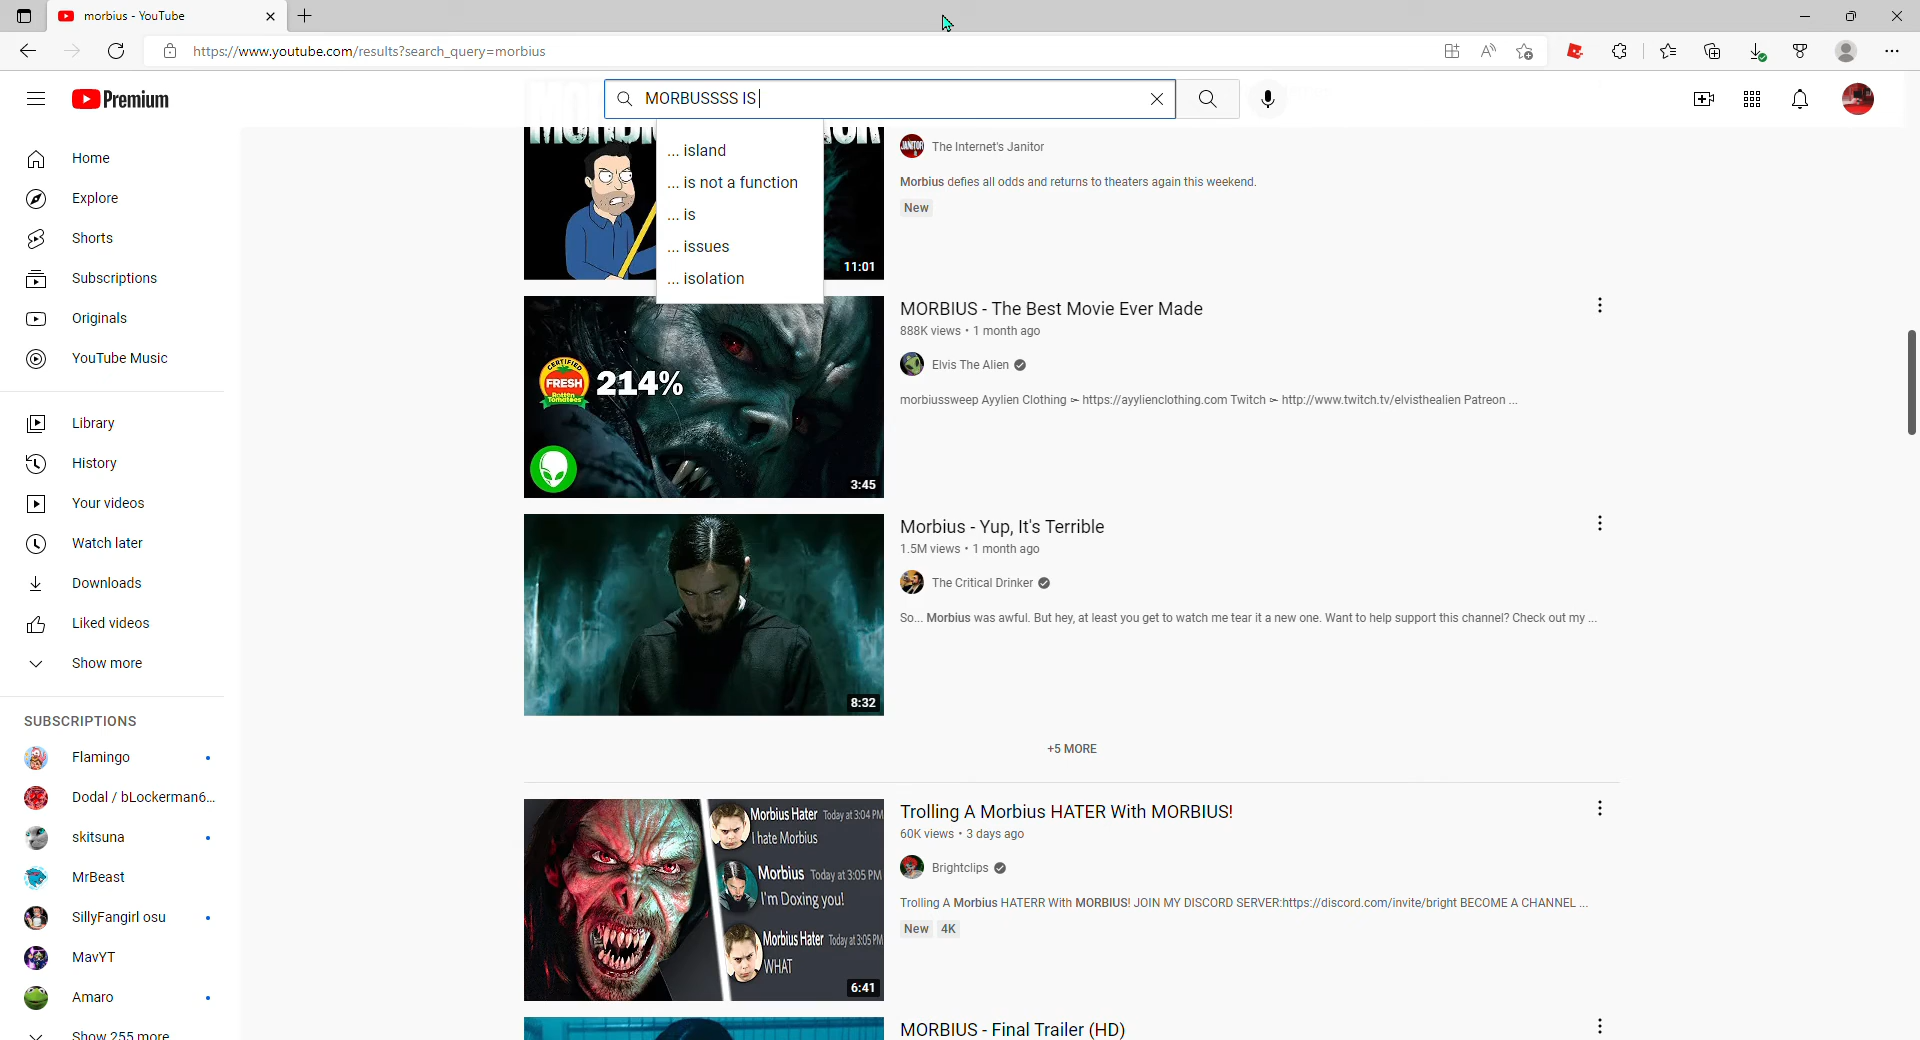 morbius - YouTube
https://www.youtube.com/results?search_query=morbius
Premium
MORBUSSSS IS
... island
... is not a function
... is
... issues
... isolation
Home
Explore
Shorts
Subscriptions
Originals
YouTube Music
Library
History
Your videos
Watch later
Downloads
Liked videos
Show more
SUBSCRIPTIONS
Flamingo
Dodal / bLockerman6...
skitsuna
MrBeast
SillyFangirl osu
MavYT
Amaro
Show 255 more
JANITOR
11:01
The Internet's Janitor
Morbius defies all odds and returns to theaters again this weekend.
New
CERTIFIED
FRESH
Rotten
Tomatoes
214%
3:45
MORBIUS - The Best Movie Ever Made
888K views • 1 month ago
Elvis The Alien
morbiussweep Ayylien Clothing ➣ https://ayylienclothing.com Twitch ➣ http://www.twitch.tv/elvisthealien Patreon ...
8:32
Morbius - Yup, It's Terrible
1.5M views • 1 month ago
The Critical Drinker
So... Morbius was awful. But hey, at least you get to watch me tear it a new one. Want to help support this channel? Check out my ...
+5 MORE
Morbius Hater Today at 3:04 PM
I hate Morbius
Morbius Today at 3:05 PM
I'm Doxing you!
Morbius Hater Today at 3:05 PM
WHAT
6:41
Trolling A Morbius HATER With MORBIUS!
60K views • 3 days ago
Brightclips
Trolling A Morbius HATERR With MORBIUS! JOIN MY DISCORD SERVER:https://discord.com/invite/bright BECOME A CHANNEL ...
New 4K
MORBIUS - Final Trailer (HD)